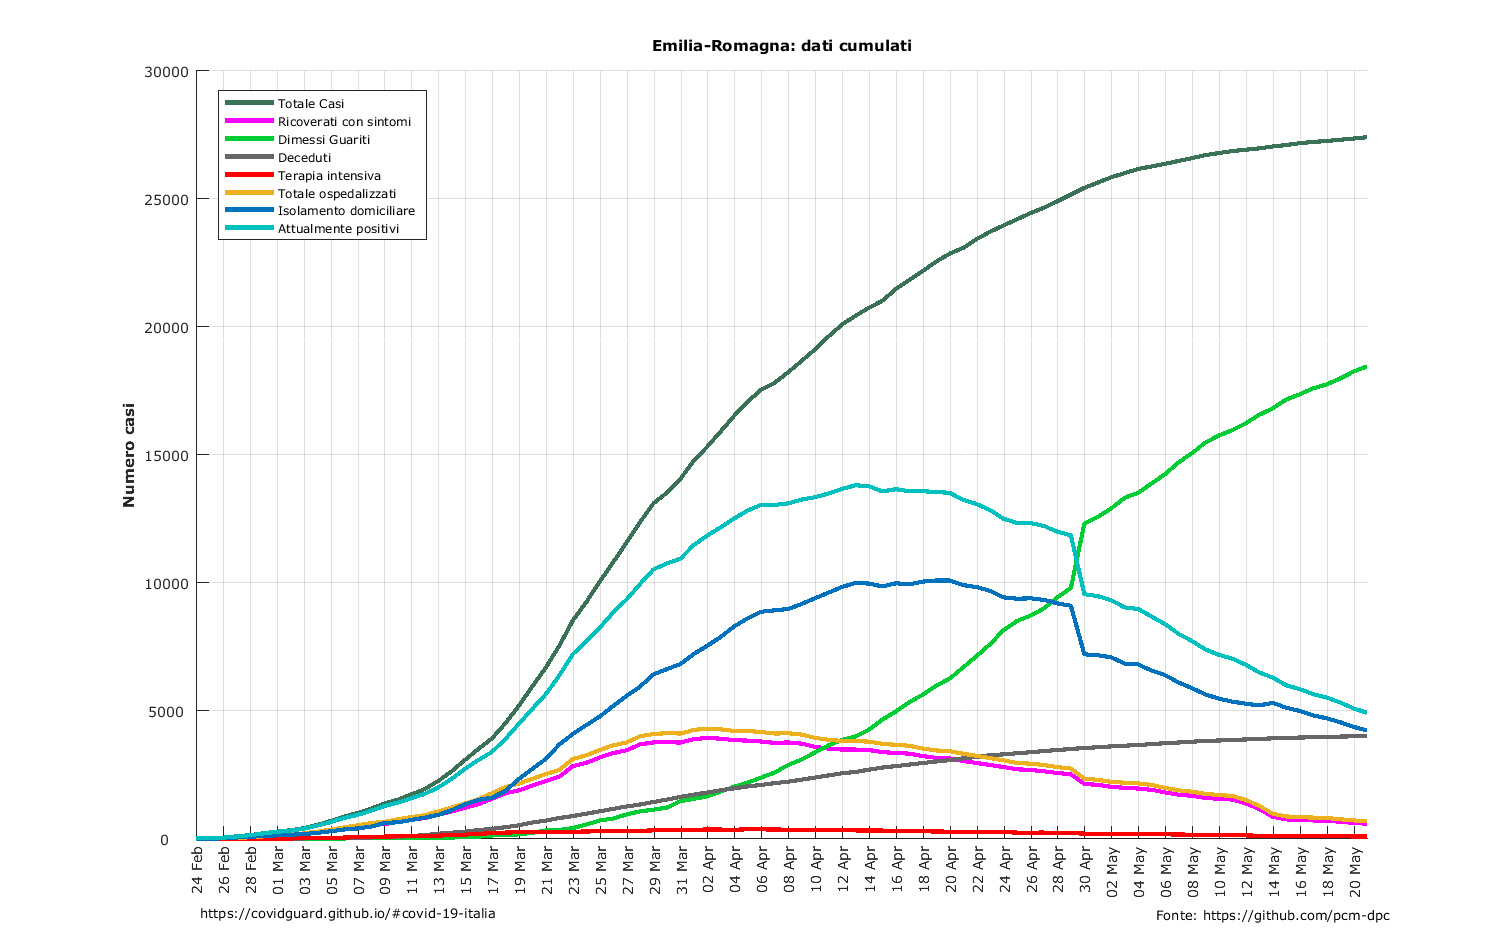 Emilia-Romagna: dati cumulati
30000
25000
20000
15000
10000
5000
0
Numero casi
Totale Casi
Ricoverati con sintomi
Dimessi Guariti
Deceduti
Terapia intensiva
Totale ospedalizzati
Isolamento domiciliare
Attualmente positivi
24 Feb
26 Feb
28 Feb
01 Mar
03 Mar
05 Mar
07 Mar
09 Mar
11 Mar
13 Mar
15 Mar
17 Mar
19 Mar
21 Mar
23 Mar
25 Mar
27 Mar
29 Mar
31 Mar
02 Apr
04 Apr
06 Apr
08 Apr
10 Apr
12 Apr
14 Apr
16 Apr
18 Apr
20 Apr
22 Apr
24 Apr
26 Apr
28 Apr
30 Apr
02 May
04 May
06 May
08 May
10 May
12 May
14 May
16 May
18 May
20 May
https://covidguard.github.io/#covid-19-italia
Fonte: https://github.com/pcm-dpc